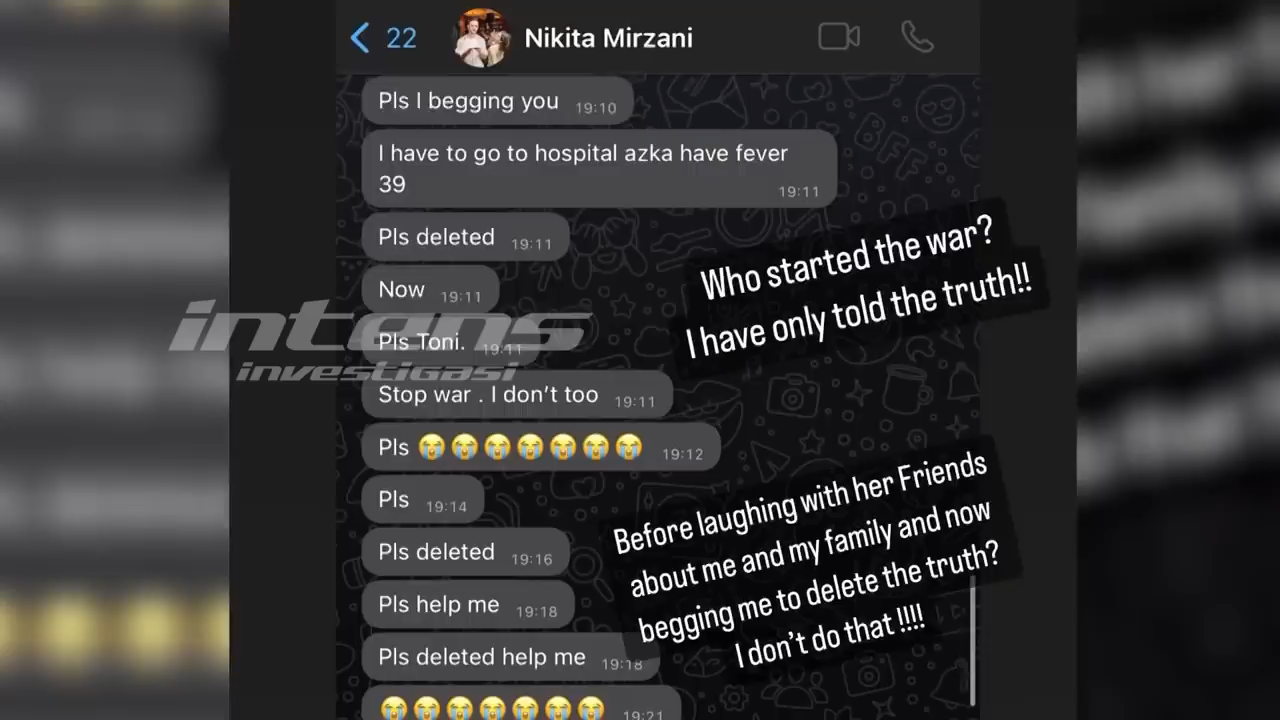 22
Nikita Mirzani
Pls I begging you 19:10
I have to go to hospital azka have fever
39 19:11
Pls deleted 19:11
Now 19:11
Pls Toni. 19:11
Stop war . I don't too 19:11
Pls 😭😭😭😭😭😭😭 19:12
Pls 19:14
Pls deleted 19:16
Pls help me 19:18
Pls deleted help me 19:18
😭😭😭😭😭😭😭 19:21
Who started the war?
I have only told the truth!!
Before laughing with her Friends
about me and my family and now
begging me to delete the truth?
I don't do that !!!!
intens
investigasi
BFF